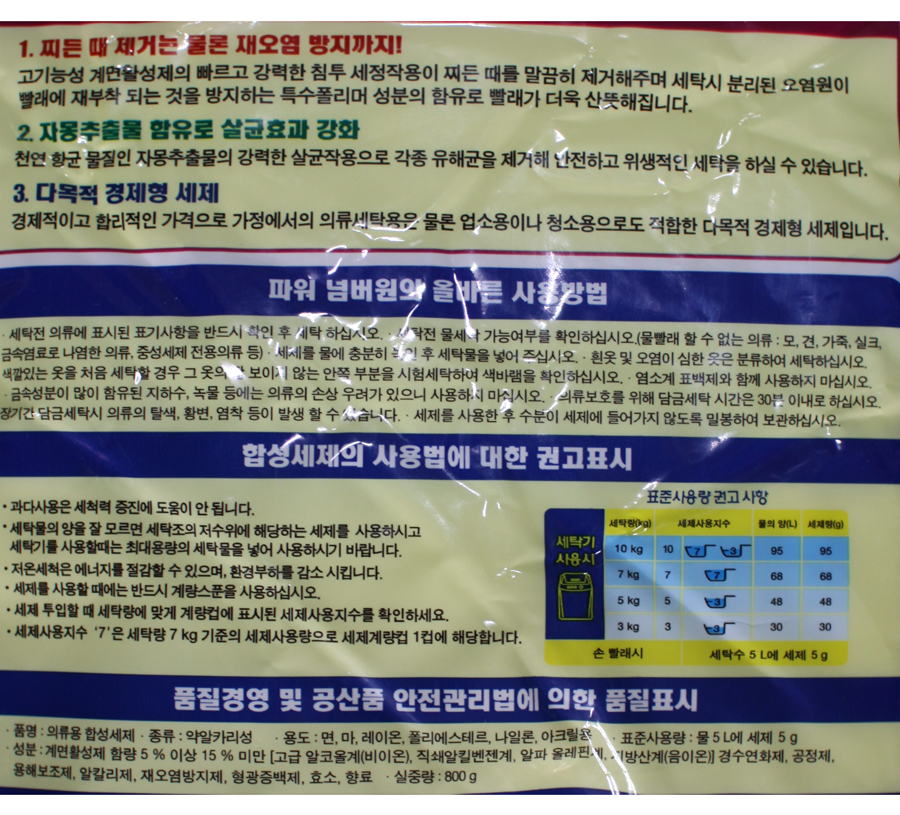 1. 찌든 때 제거는 물론 재오염 방지까지!
고기능성 계면활성제의 빠르고 강력한 침투 세정작용이 찌든 때를 말끔히 제거해주며 세탁시 분리된 오염원이
빨래에 재부착 되는 것을 방지하는 특수폴리머 성분의 함유로 빨래가 더욱 산뜻해집니다.
2. 자몽추출물 함유로 살균효과 강화
천연 항균 물질인 자몽추출물의 강력한 살균작용으로 각종 유해균을 제거해 안전하고 위생적인 세탁을 하실 수 있습니다.
3. 다목적 경제형 세제
경제적이고 합리적인 가격으로 가정에서의 의류세탁용은 물론 업소용이나 청소용으로도 적합한 다목적 경제형 세제입니다.
파워 넘버원의 올바른 사용방법
· 세탁전 의류에 표시된 표기사항을 반드시 확인 후 세탁 하십시오. · 세탁전 물세탁 가능여부를 확인하십시오.(물빨래 할 수 없는 의류 : 모, 견, 가죽, 실크,
금속염료로 나염한 의류, 중성세제 전용의류 등) · 세제를 물에 충분히 녹인 후 세탁물을 넣어 주십시오. · 흰옷 및 오염이 심한 옷은 분류하여 세탁하십시오.
색깔있는 옷을 처음 세탁할 경우 그 옷의 잘 보이지 않는 안쪽 부분을 시험세탁하여 색바램을 확인하십시오. · 염소계 표백제와 함께 사용하지 마십시오.
· 금속성분이 많이 함유된 지하수, 녹물 등에는 의류의 손상 우려가 있으니 사용하지 마십시오. · 의류보호를 위해 담금세탁 시간은 30분 이내로 하십시오.
장기간 담금세탁시 의류의 탈색, 황변, 염착 등이 발생 할 수 있습니다. · 세제를 사용한 후 수분이 세제에 들어가지 않도록 밀봉하여 보관하십시오.
합성세제의 사용법에 대한 권고표시
• 과다사용은 세척력 증진에 도움이 안 됩니다.
• 세탁물의 양을 잘 모르면 세탁조의 저수위에 해당하는 세제를 사용하시고
세탁기를 사용할때는 최대용량의 세탁물을 넣어 사용하시기 바랍니다.
• 저온세척은 에너지를 절감할 수 있으며, 환경부하를 감소 시킵니다.
• 세제를 사용할 때에는 반드시 계량스푼을 사용하십시오.
• 세제 투입할 때 세탁량에 맞게 계량컵에 표시된 세제사용지수를 확인하세요.
• 세제사용지수 '7'은 세탁량 7 kg 기준의 세제사용량으로 세제계량컵 1컵에 해당합니다.
표준사용량 권고 사항
세탁량(kg) 세제사용지수 물의 양(L) 세제량(g)
세탁기 사용시
10 kg 10 7 3 95 95
7 kg 7 7 68 68
5 kg 5 3 48 48
3 kg 3 3 30 30
손 빨래시 세탁수 5 L에 세제 5 g
품질경영 및 공산품 안전관리법에 의한 품질표시
· 품명 : 의류용 합성세제 · 종류 : 약알카리성 · 용도 : 면, 마, 레이온, 폴리에스테르, 나일론, 아크릴용 · 표준사용량 : 물 5 L에 세제 5 g
· 성분 : 계면활성제 함량 5 % 이상 15 % 미만 [고급 알코올계(비이온), 직쇄알킬벤젠계, 알파 올레핀계, 지방산계(음이온)] 경수연화제, 공정제,
용해보조제, 알칼리제, 재오염방지제, 형광증백제, 효소, 향료 · 실중량 : 800 g